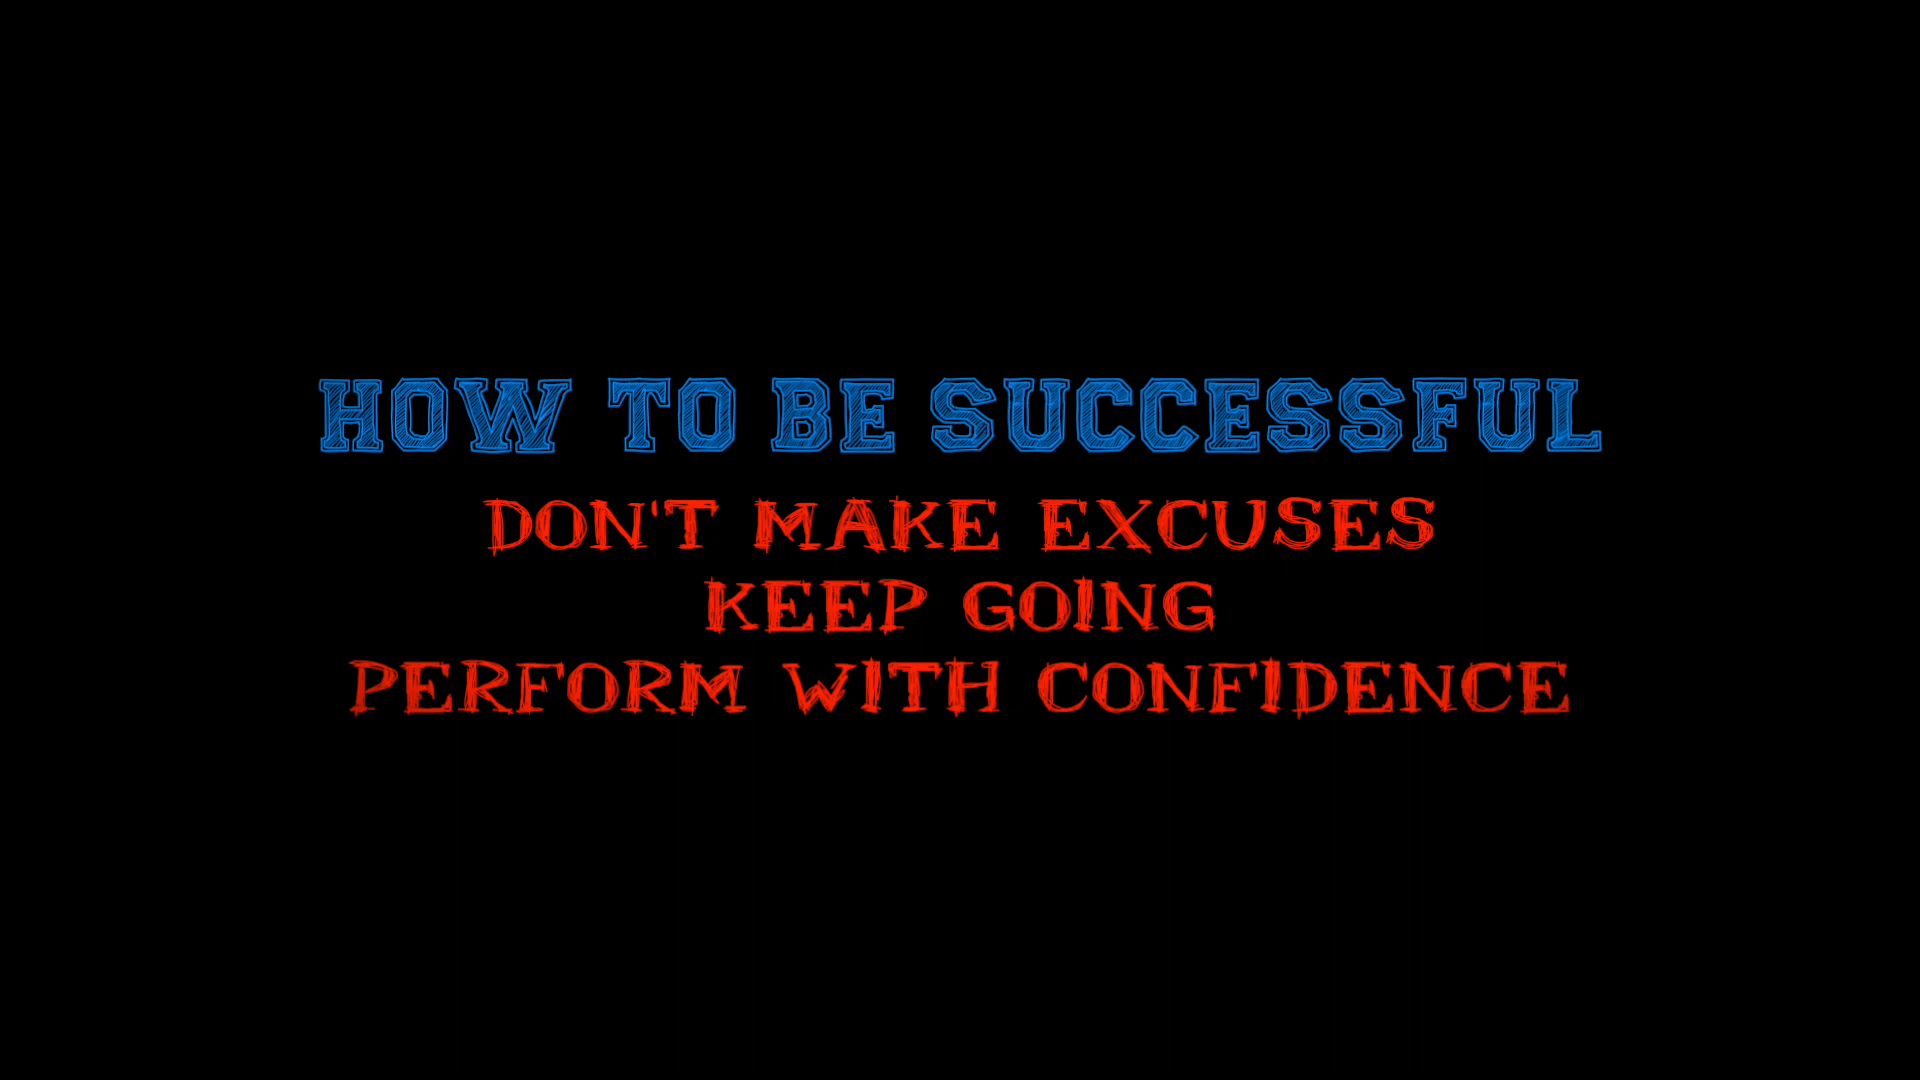 HOW TO BE SUCCESSFUL
DON'T MAKE EXCUSES
KEEP GOING
PERFORM WITH CONFIDENCE